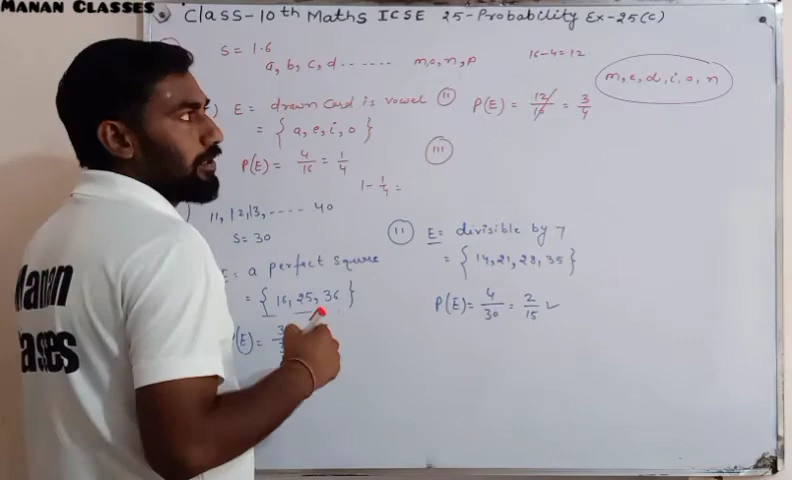 MANAN CLASSES
Class-10th Maths ICSE 25-Probability Ex-25(C)
S = 1.6
a, b, c, d ....... m, o, n, p
) E = drawn Card is vowel
= { a, e, i, o }
P(E) = 4/16 = 1/4
1 - 1/4 =
16-4=12
II P(E) = 12/16 = 3/4
m, e, d, i, o, n
III
) 11, 12, 13, ..... 40
S = 30
E = a perfect square
= { 16, 25, 36 }
P(E) = 3
II E = divisible by 7
= { 14, 21, 28, 35 }
P(E) = 4/30 = 2/15 ✓
Manan
Classes